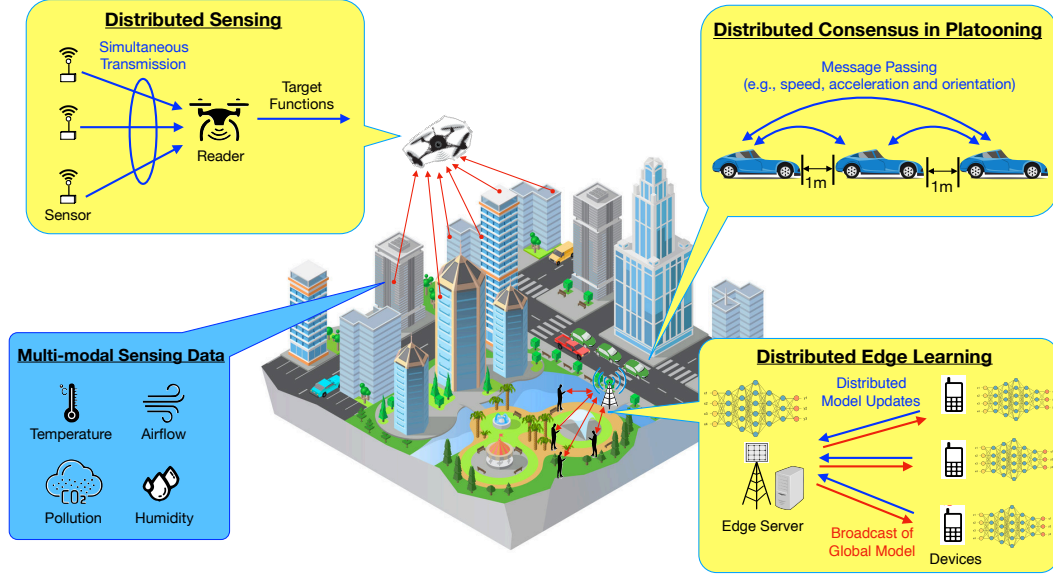 Distributed Sensing
Simultaneous
Transmission
Target
Functions
Reader
Sensor
Distributed Consensus in Platooning
Message Passing
(e.g., speed, acceleration and orientation)
1m
1m
Multi-modal Sensing Data
°C
Temperature
Airflow
CO2
Pollution
Humidity
Distributed Edge Learning
Distributed
Model Updates
Edge Server
Broadcast of
Global Model
Devices